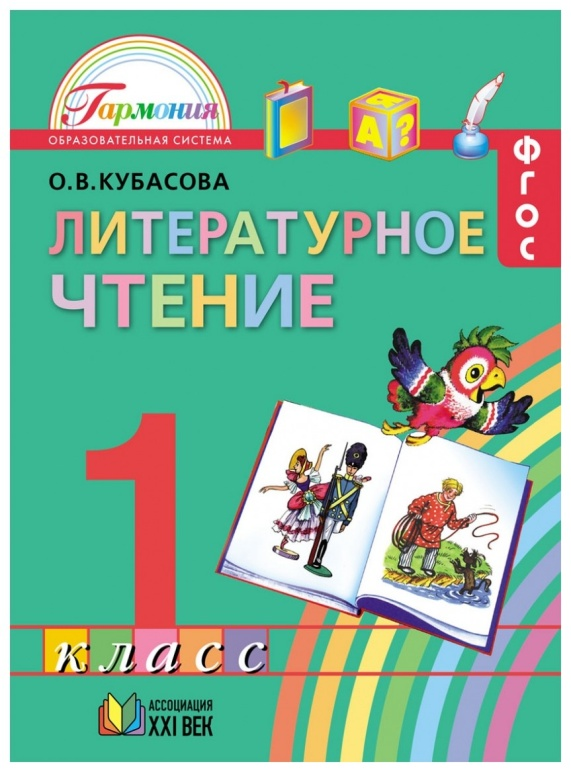 Гармония
ОБРАЗОВАТЕЛЬНАЯ СИСТЕМА
Я
А ?
ФГОС
О.В.КУБАСОВА
ЛИТЕРАТУРНОЕ
ЧТЕНИЕ
1
класс
АССОЦИАЦИЯ
XXI ВЕК